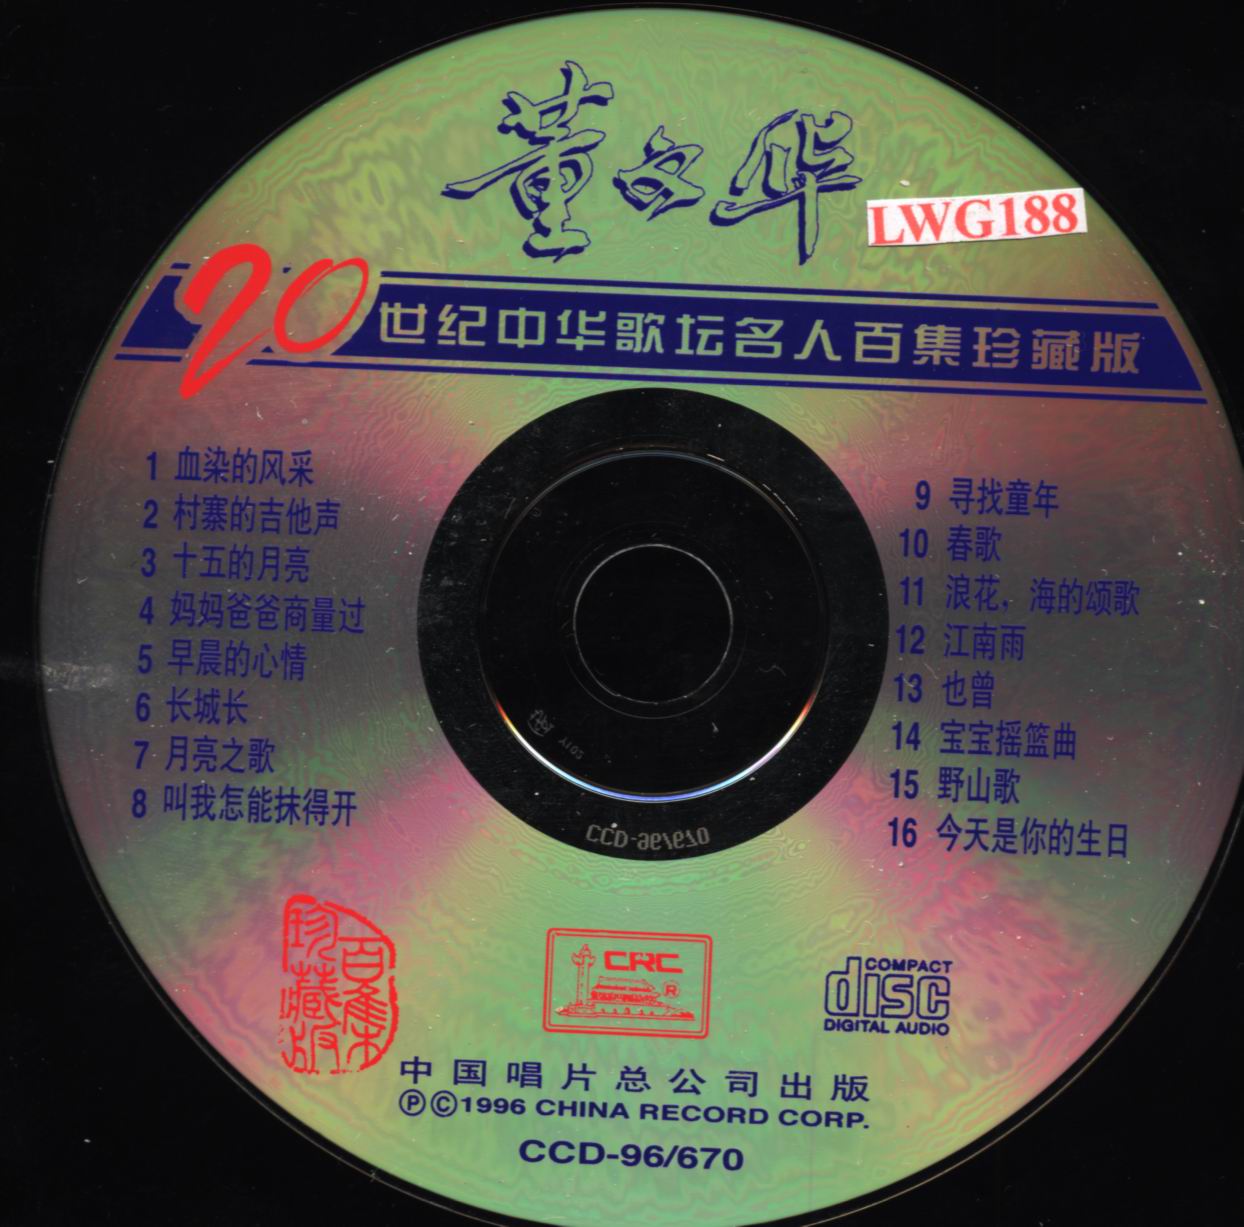 董文华
LWG188
20世纪中华歌坛名人百集珍藏版
1 血染的风采
2 村寨的吉他声
3 十五的月亮
4 妈妈爸爸商量过
5 早晨的心情
6 长城长
7 月亮之歌
8 叫我怎能抹得开
9 寻找童年
10 春歌
11 浪花，海的颂歌
12 江南雨
13 也曾
14 宝宝摇篮曲
15 野山歌
16 今天是你的生日
百集
珍藏版
CRC
®
COMPACT
disc
DIGITAL AUDIO
中国唱片总公司出版
Ⓟ©1996 CHINA RECORD CORP.
CCD-96/670